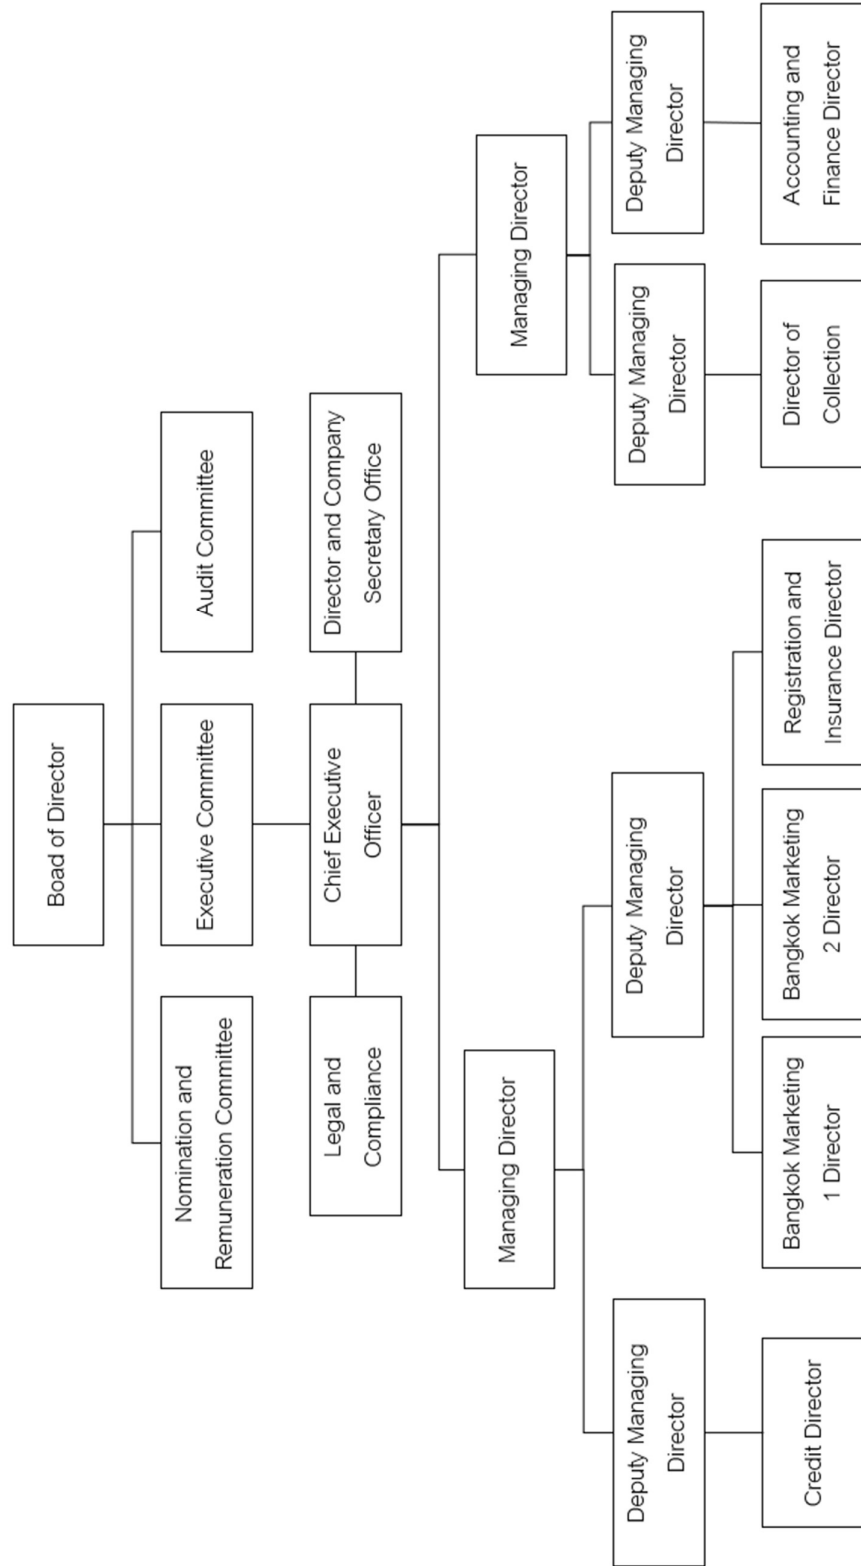 Boad of Director
Nomination and
Remuneration Committee
Executive Committee
Audit Committee
Legal and
Compliance
Chief Executive
Officer
Director and Company
Secretary Office
Managing Director
Managing Director
Deputy Managing
Director
Deputy Managing
Director
Deputy Managing
Director
Deputy Managing
Director
Credit Director
Bangkok Marketing
1 Director
Bangkok Marketing
2 Director
Registration and
Insurance Director
Director of
Collection
Accounting and
Finance Director